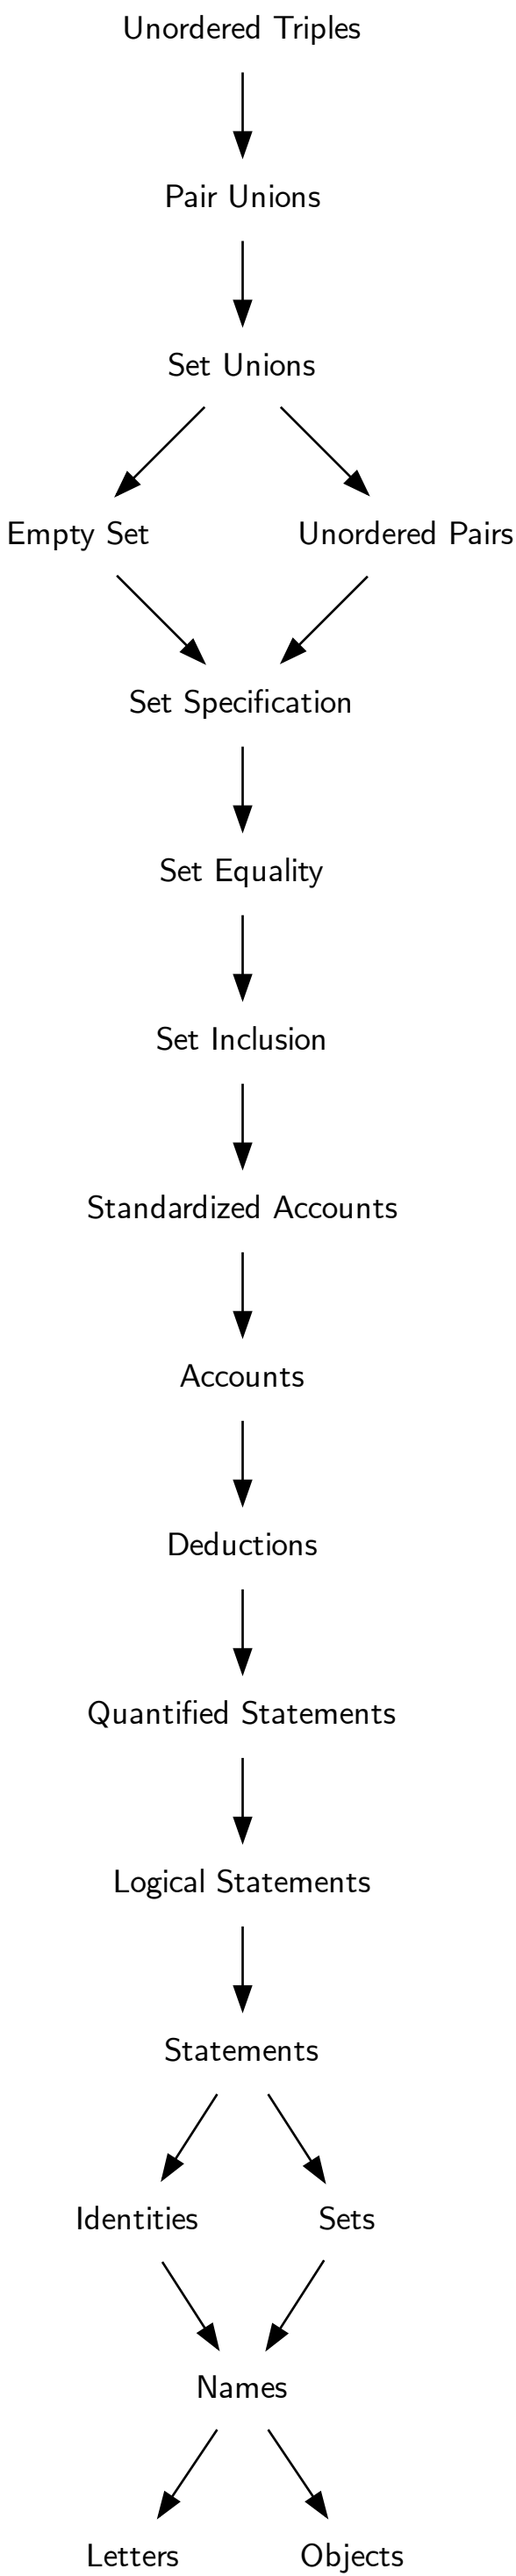 Unordered Triples
Pair Unions
Set Unions
Empty Set
Unordered Pairs
Set Specification
Set Equality
Set Inclusion
Standardized Accounts
Accounts
Deductions
Quantified Statements
Logical Statements
Statements
Identities
Sets
Names
Letters
Objects